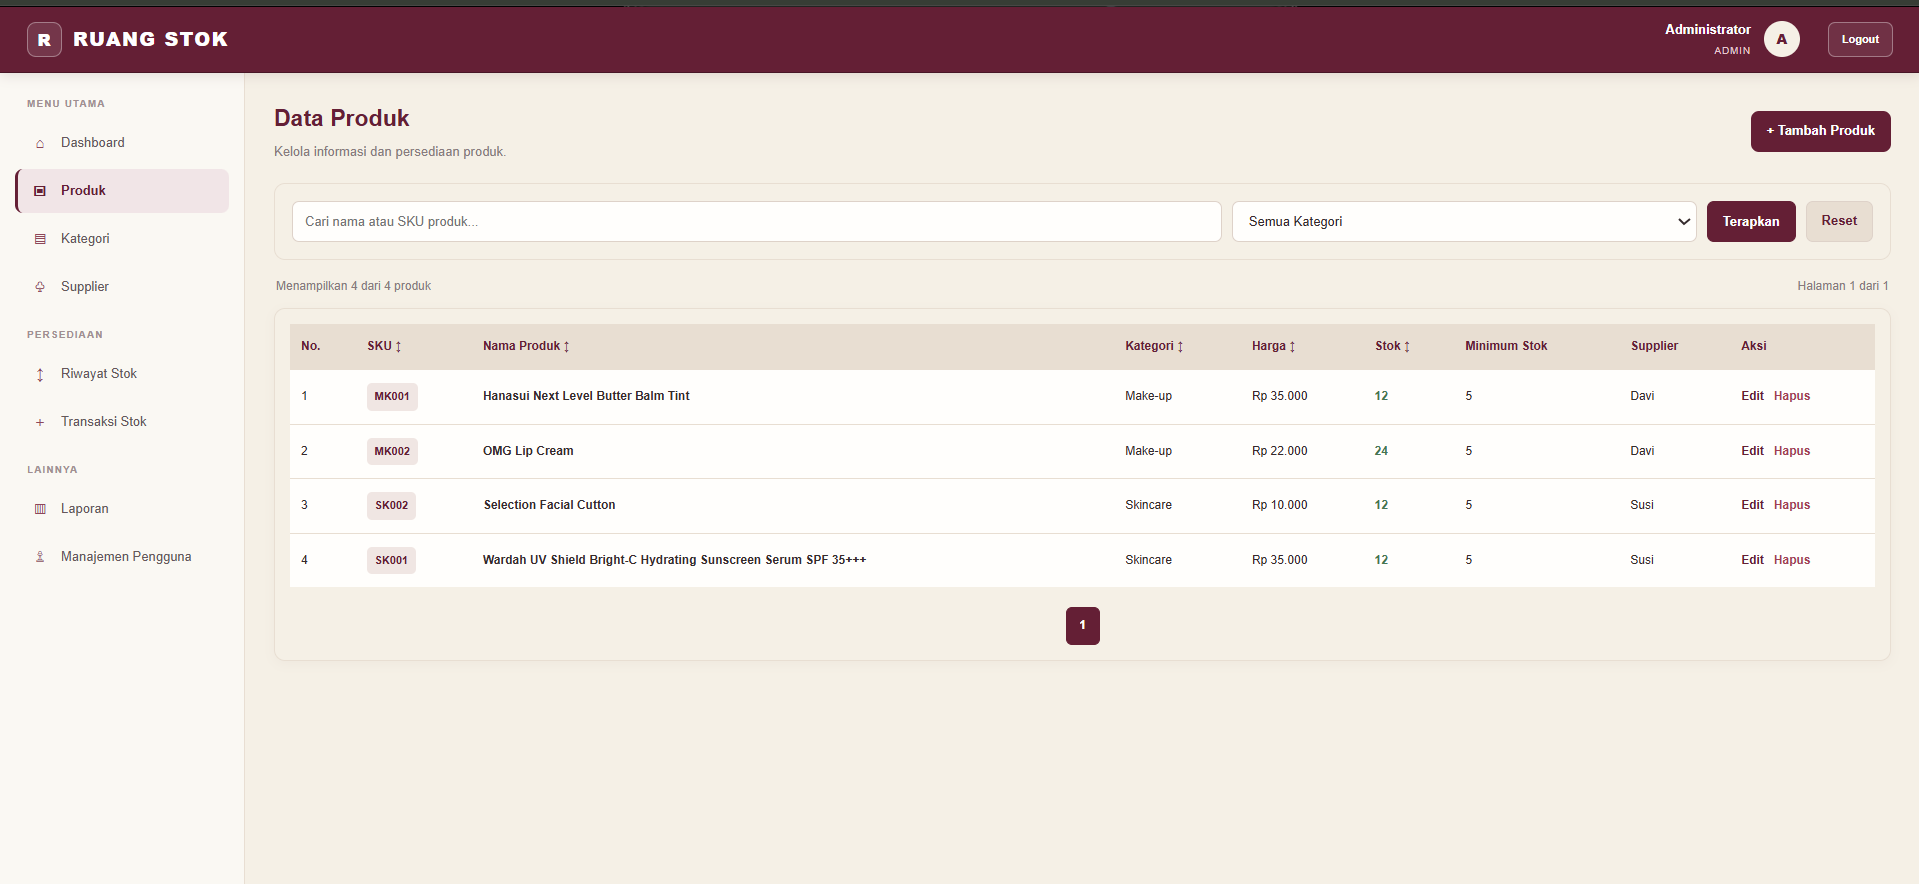 R RUANG STOK
Administrator
ADMIN
A
Logout
MENU UTAMA
Dashboard
Produk
Kategori
Supplier
PERSEDIAAN
Riwayat Stok
Transaksi Stok
LAINNYA
Laporan
Manajemen Pengguna
Data Produk
Kelola informasi dan persediaan produk.
+ Tambah Produk
Cari nama atau SKU produk... Semua Kategori Terapkan Reset
Menampilkan 4 dari 4 produk Halaman 1 dari 1
No. SKU ↕ Nama Produk ↕ Kategori ↕ Harga ↕ Stok ↕ Minimum Stok Supplier Aksi
1 MK001 Hanasui Next Level Butter Balm Tint Make-up Rp 35.000 12 5 Davi Edit Hapus
2 MK002 OMG Lip Cream Make-up Rp 22.000 24 5 Davi Edit Hapus
3 SK002 Selection Facial Cutton Skincare Rp 10.000 12 5 Susi Edit Hapus
4 SK001 Wardah UV Shield Bright-C Hydrating Sunscreen Serum SPF 35+++ Skincare Rp 35.000 12 5 Susi Edit Hapus
1